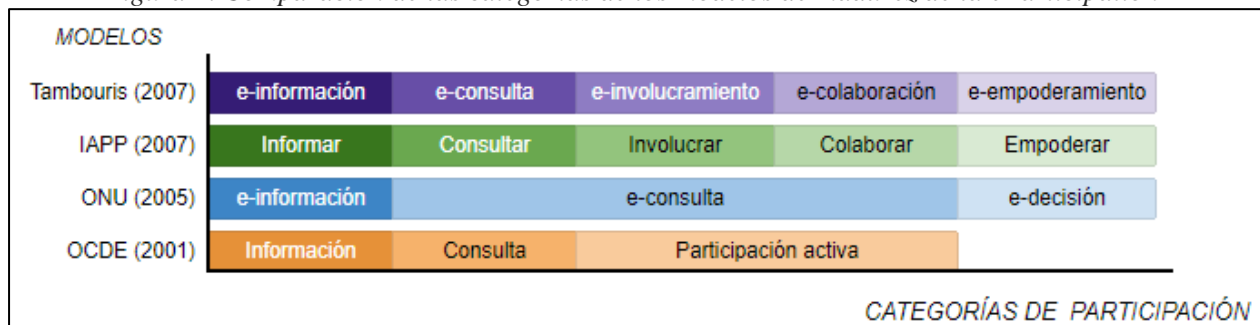 MODELOS
Tambouris (2007) e-información e-consulta e-involucramiento e-colaboración e-empoderamiento
IAPP (2007) Informar Consultar Involucrar Colaborar Empoderar
ONU (2005) e-información e-consulta e-decisión
OCDE (2001) Información Consulta Participación activa
CATEGORÍAS DE PARTICIPACIÓN